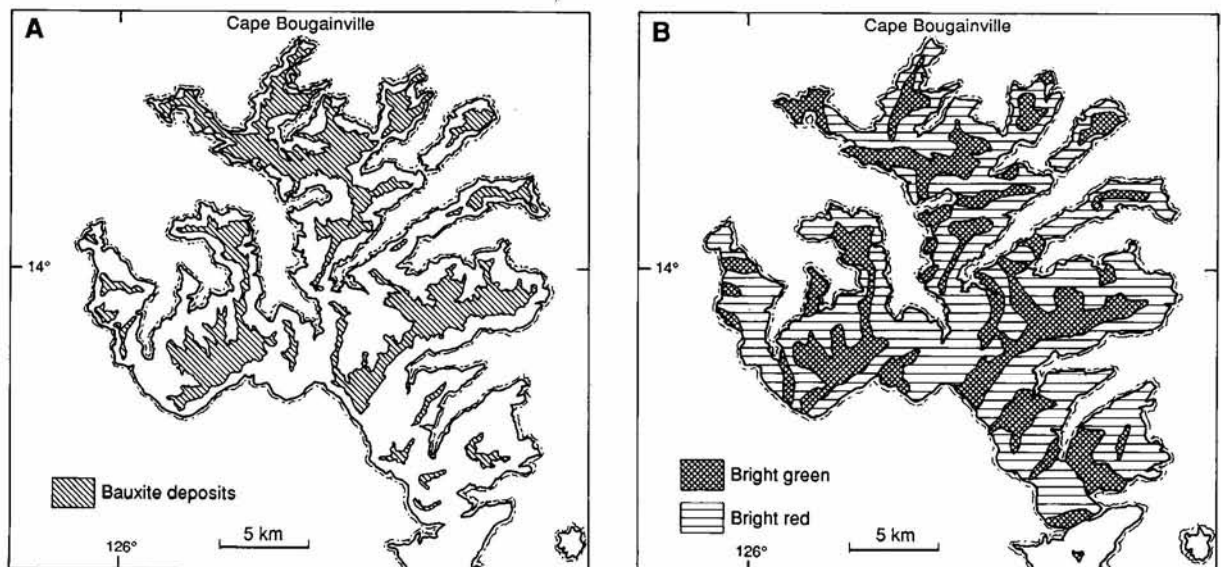 A
Cape Bougainville
14°
Bauxite deposits
5 km
126°
B
Cape Bougainville
14°
Bright green
Bright red
126°
5 km